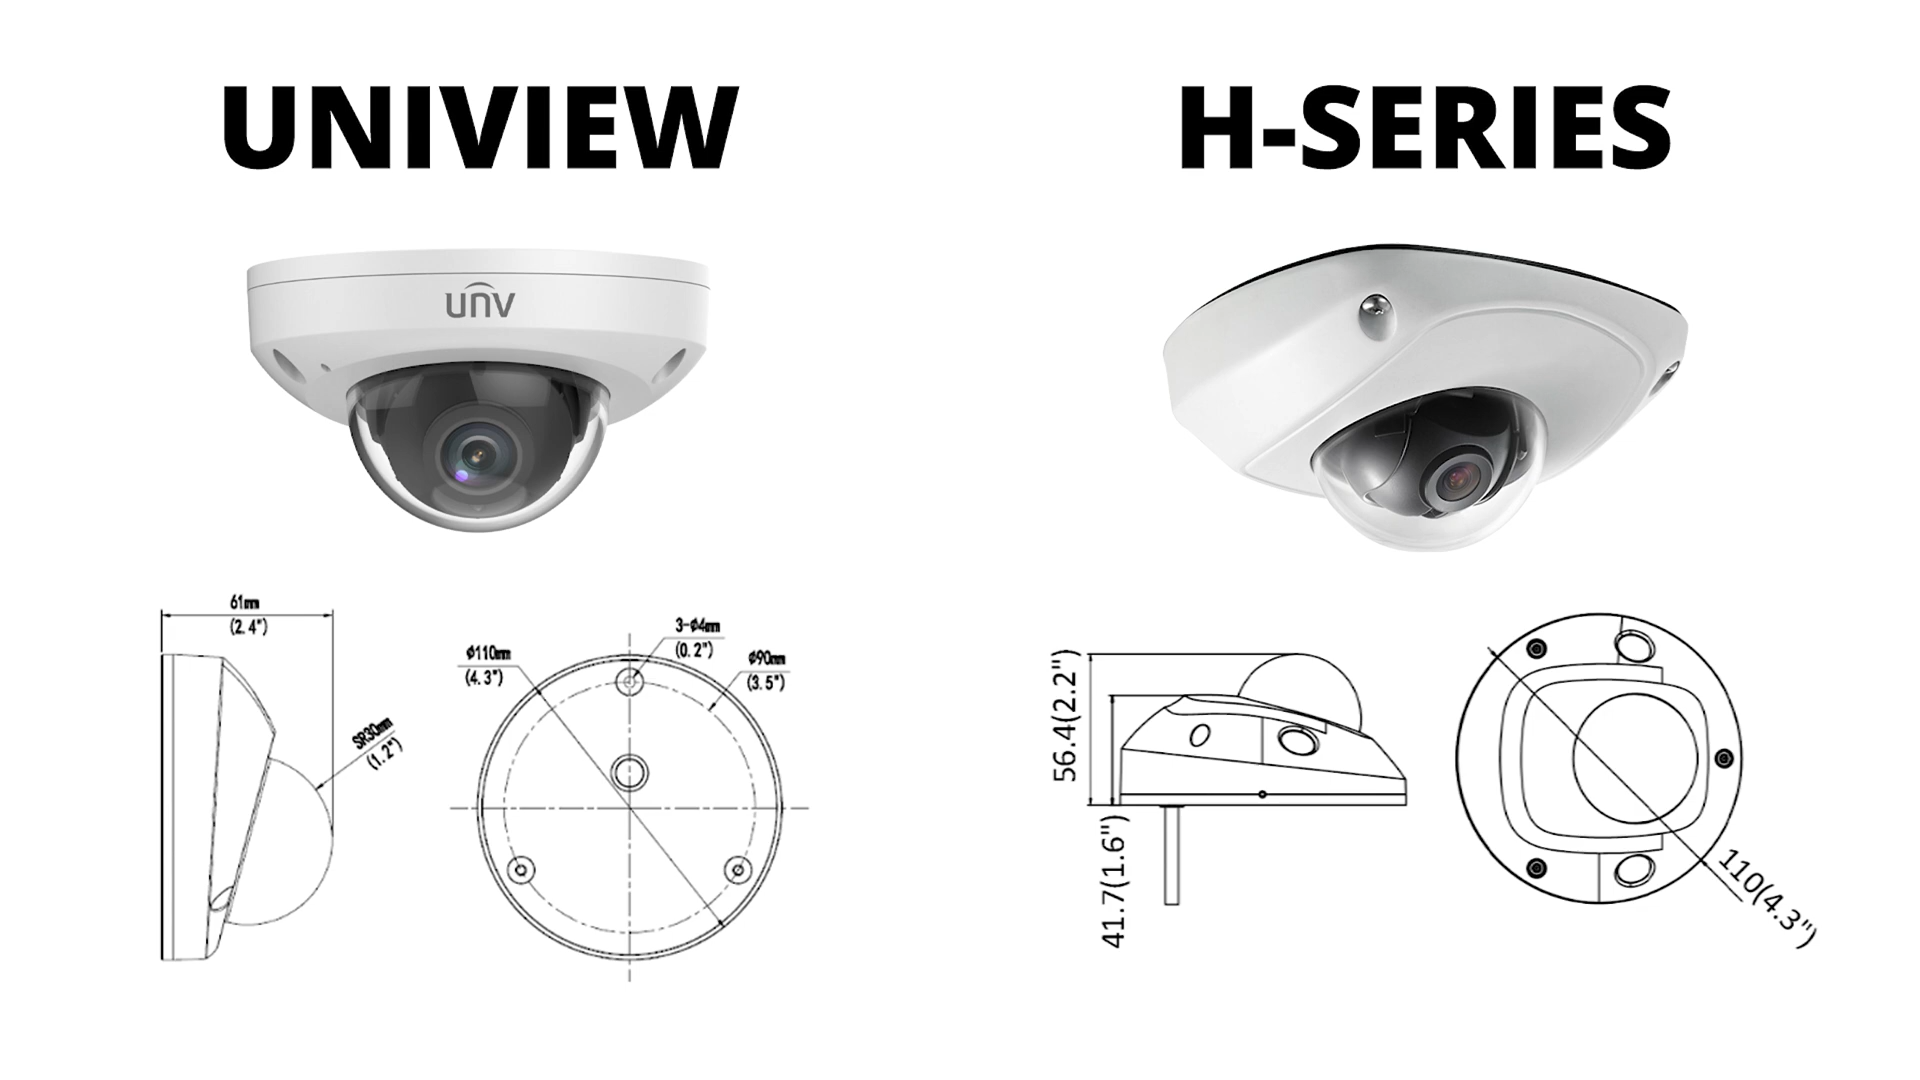 UNIVIEW
unv
61mm
(2.4")
SR30mm
(1.2")
Φ110mm
(4.3")
3-Φ4mm
(0.2")
Φ90mm
(3.5")
H-SERIES
56.4(2.2")
41.7(1.6")
110(4.3")